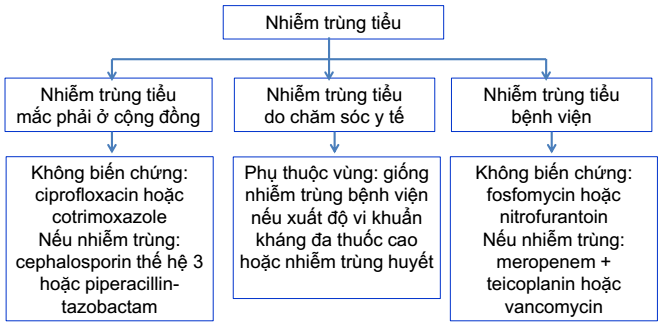 Nhiễm trùng tiểu
Nhiễm trùng tiểu
mắc phải ở cộng đồng
Nhiễm trùng tiểu
do chăm sóc y tế
Nhiễm trùng tiểu
bệnh viện
Không biến chứng:
ciprofloxacin hoặc
cotrimoxazole
Nếu nhiễm trùng:
cephalosporin thế hệ 3
hoặc piperacillin-
tazobactam
Phụ thuộc vùng: giống
nhiễm trùng bệnh viện
nếu xuất độ vi khuẩn
kháng đa thuốc cao
hoặc nhiễm trùng huyết
Không biến chứng:
fosfomycin hoặc
nitrofurantoin
Nếu nhiễm trùng:
meropenem +
teicoplanin hoặc
vancomycin